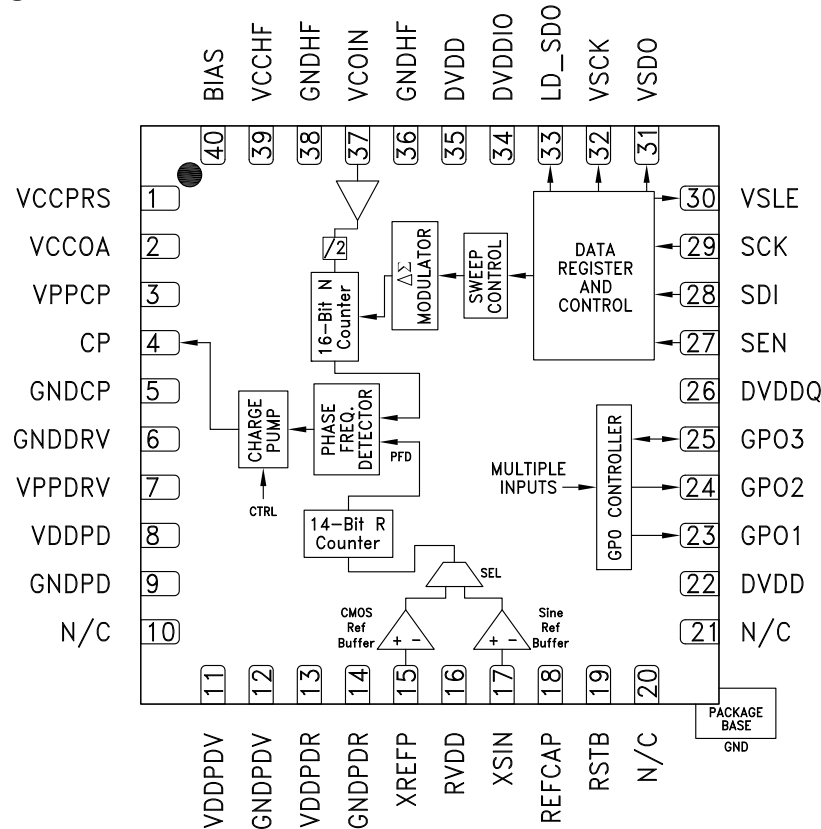 BIAS
VCCHF
GNDHF
VCOIN
GNDHF
DVDD
DVDDIO
LD_SDO
VSCK
VSDO
40
39
38
37
36
35
34
33
32
31
VCCPRS 1
VCCOA 2
VPPCP 3
CP 4
GNDCP 5
GNDDRV 6
VPPDRV 7
VDDPD 8
GNDPD 9
N/C 10
/2
16-Bit N
Counter
ΔΣ
MODULATOR
SWEEP
CONTROL
DATA
REGISTER
AND
CONTROL
CHARGE
PUMP
CTRL
PHASE
FREQ.
DETECTOR
PFD
14-Bit R
Counter
SEL
CMOS
Ref
Buffer
+ −
Sine
Ref
Buffer
+ −
MULTIPLE
INPUTS
GPO CONTROLLER
30 VSLE
29 SCK
28 SDI
27 SEN
26 DVDDQ
25 GPO3
24 GPO2
23 GPO1
22 DVDD
21 N/C
11
12
13
14
15
16
17
18
19
20
VDDPDV
GNDPDV
VDDPDR
GNDPDR
XREFP
RVDD
XSIN
REFCAP
RSTB
N/C
PACKAGE
BASE
GND